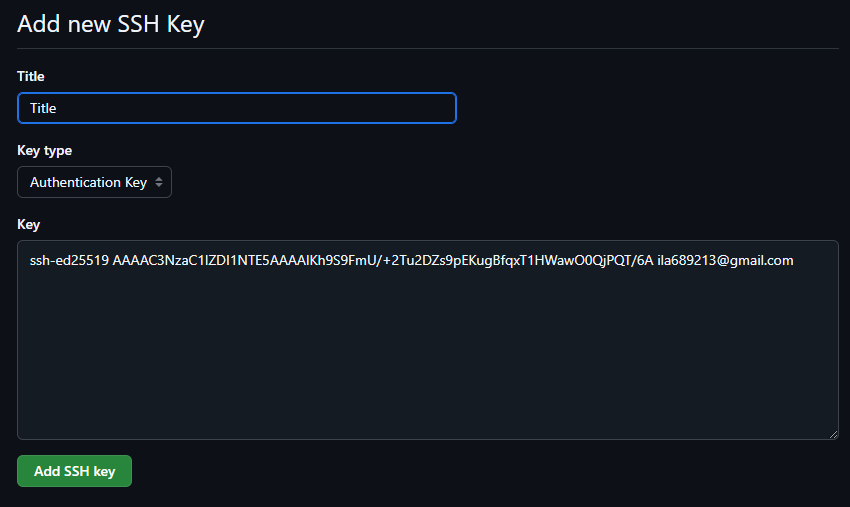 Add new SSH Key
Title
Title
Key type
Authentication Key
Key
ssh-ed25519 AAAAC3NzaC1lZDI1NTE5AAAAIKh9S9FmU/+2Tu2DZs9pEKugBfqxT1HWawO0QjPQT/6A ila689213@gmail.com
Add SSH key